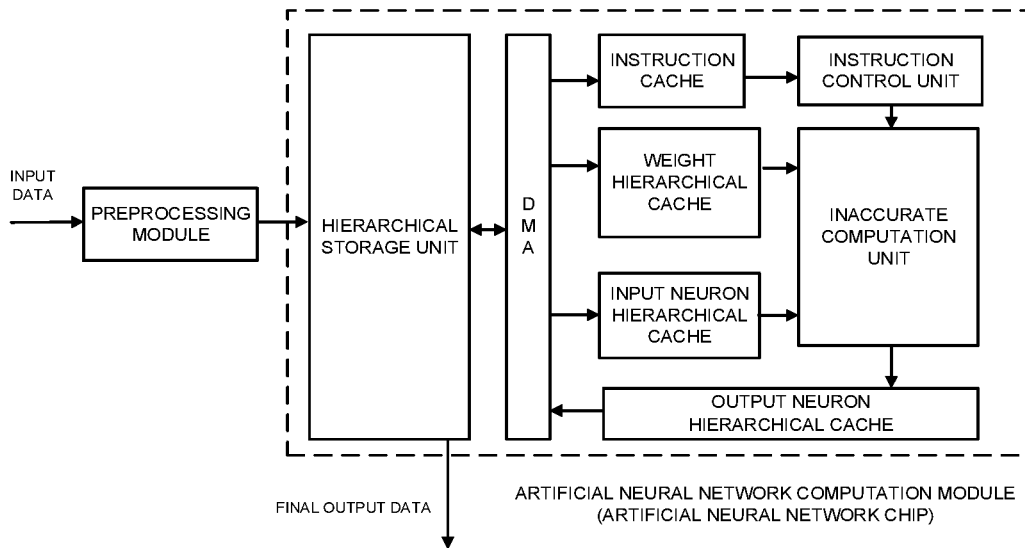 INPUT
DATA
PREPROCESSING
MODULE
HIERARCHICAL
STORAGE UNIT
D
M
A
INSTRUCTION
CACHE
INSTRUCTION
CONTROL UNIT
WEIGHT
HIERARCHICAL
CACHE
INACCURATE
COMPUTATION
UNIT
INPUT NEURON
HIERARCHICAL
CACHE
OUTPUT NEURON
HIERARCHICAL CACHE
FINAL OUTPUT DATA
ARTIFICIAL NEURAL NETWORK COMPUTATION MODULE
(ARTIFICIAL NEURAL NETWORK CHIP)